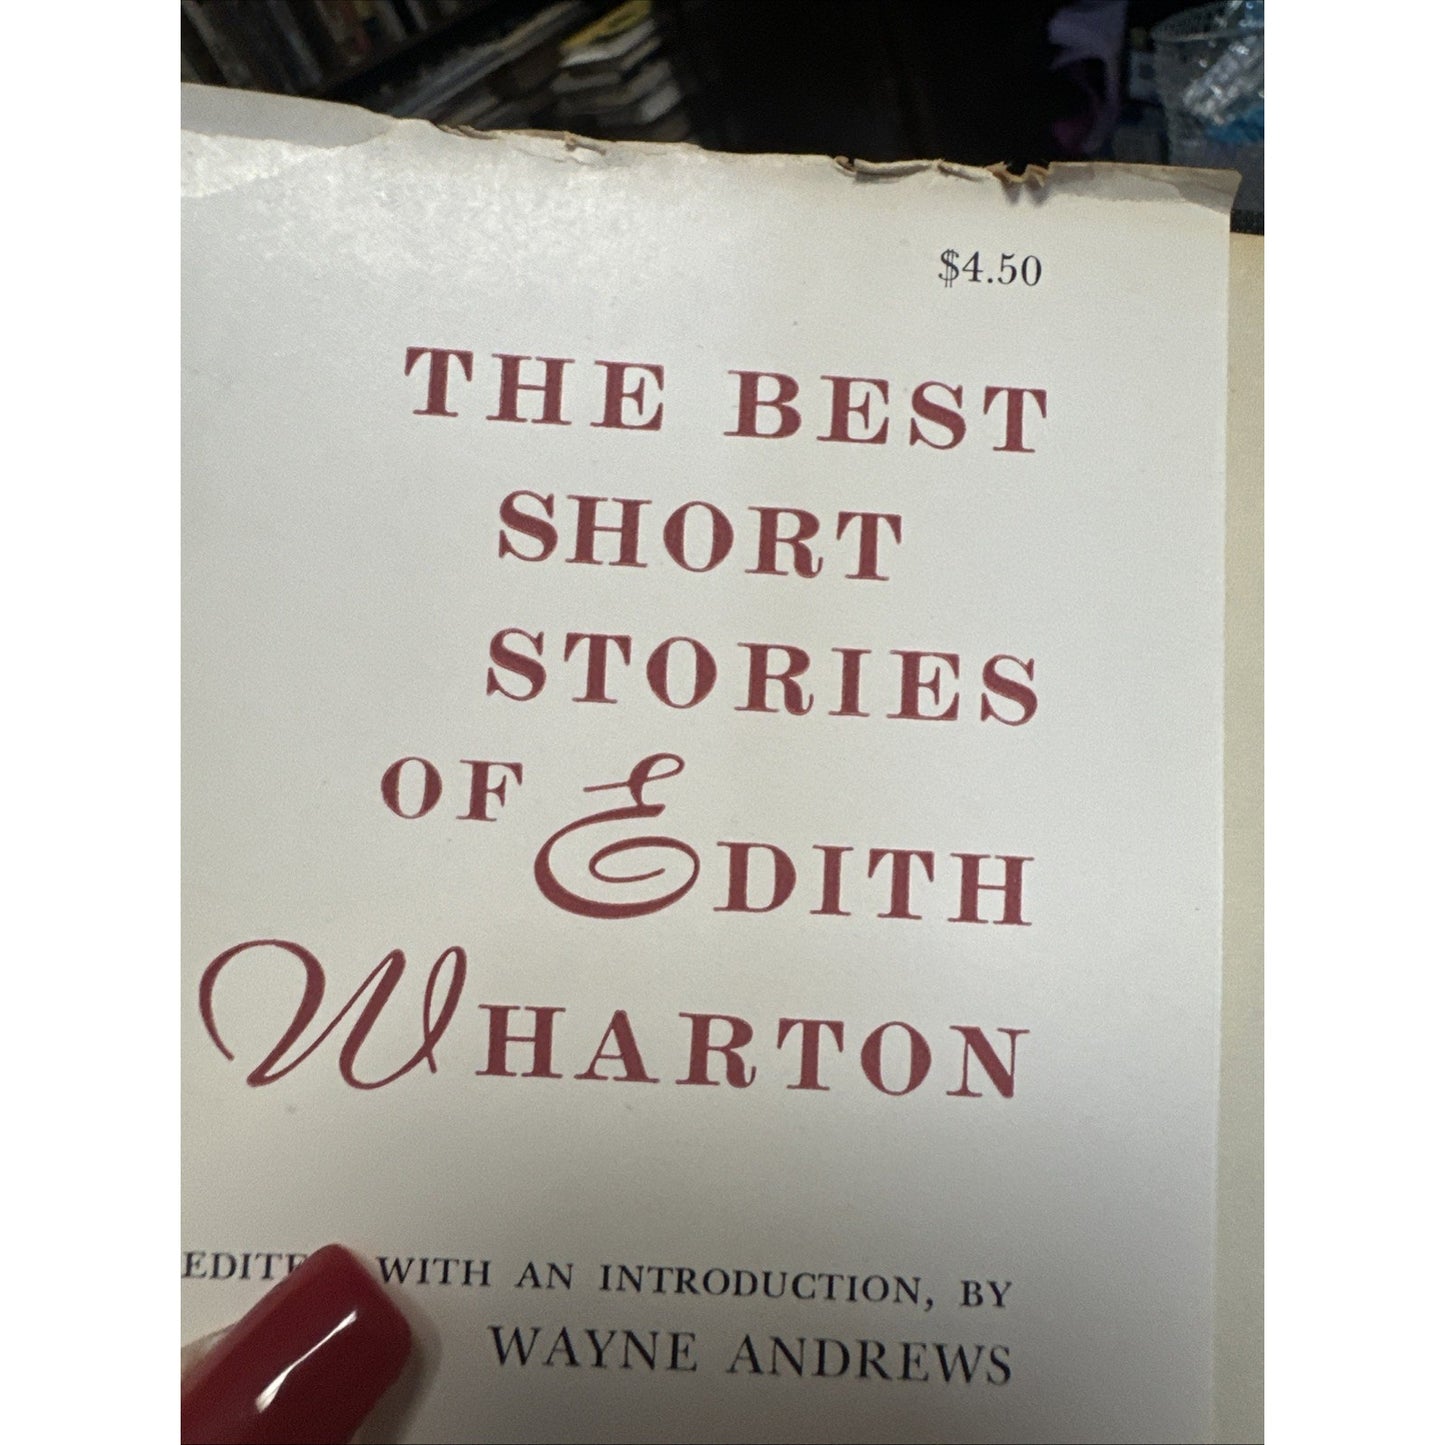 $4.50
THE BEST
SHORT
STORIES
OF EDITH
WHARTON
WITH AN INTRODUCTION, BY
WAYNE ANDREWS